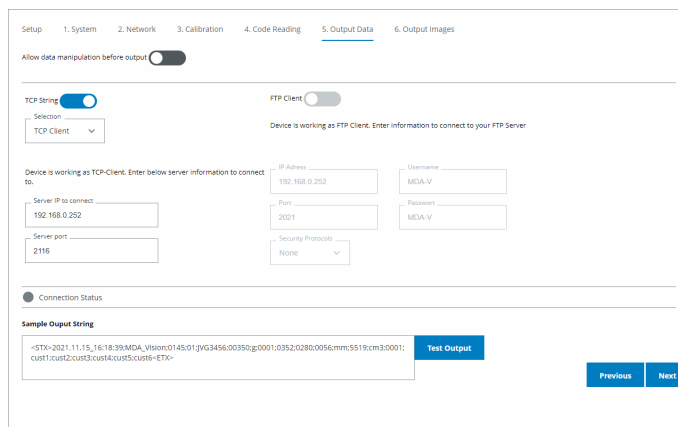 Setup 1. System 2. Network 3. Calibration 4. Code Reading 5. Output Data 6. Output Images
Allow data manipulation before output
TCP String
FTP Client
Selection
TCP Client
Device is working as FTP Client. Enter information to connect to your FTP Server
Device is working as TCP-Client. Enter below server information to connect
to.
IP Adress
192.168.0.252
Username
MDA-V
Server IP to connect
192.168.0.252
Port
2021
Passwort
MDA-V
Server port
2116
Security Protocols
None
Connection Status
Sample Ouput String
<STX>2021.11.15_16:18:39;MDA_Vision;0145;01;JVG3456;00350;g;0001;0352;0280;0056;mm;5519;cm3;0001;
cust1;cust2;cust3;cust4;cust5;cust6<ETX>
Test Output
Previous Next